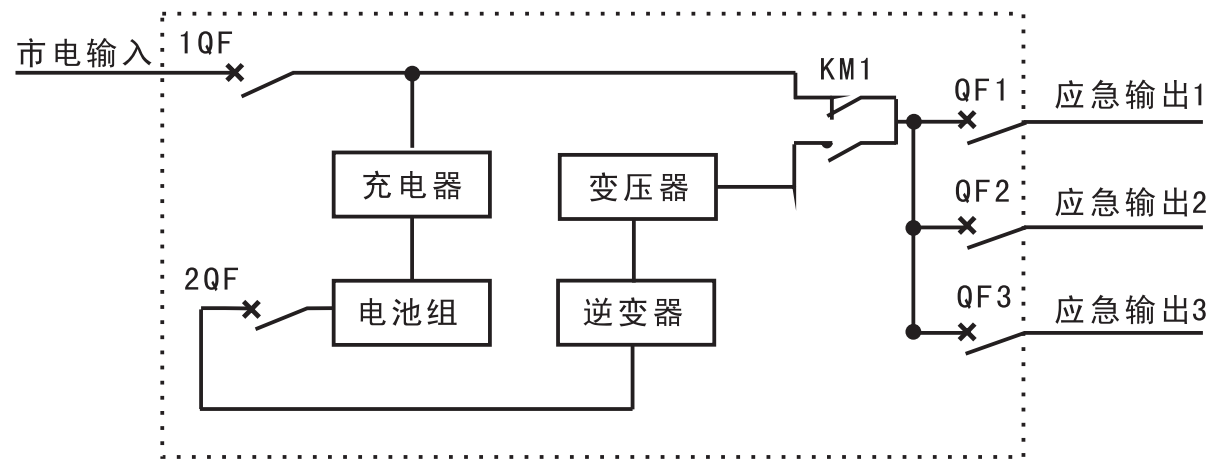 市电输入
1QF
KM1
QF1
应急输出1
充电器
变压器
QF2
应急输出2
2QF
电池组
逆变器
QF3
应急输出3